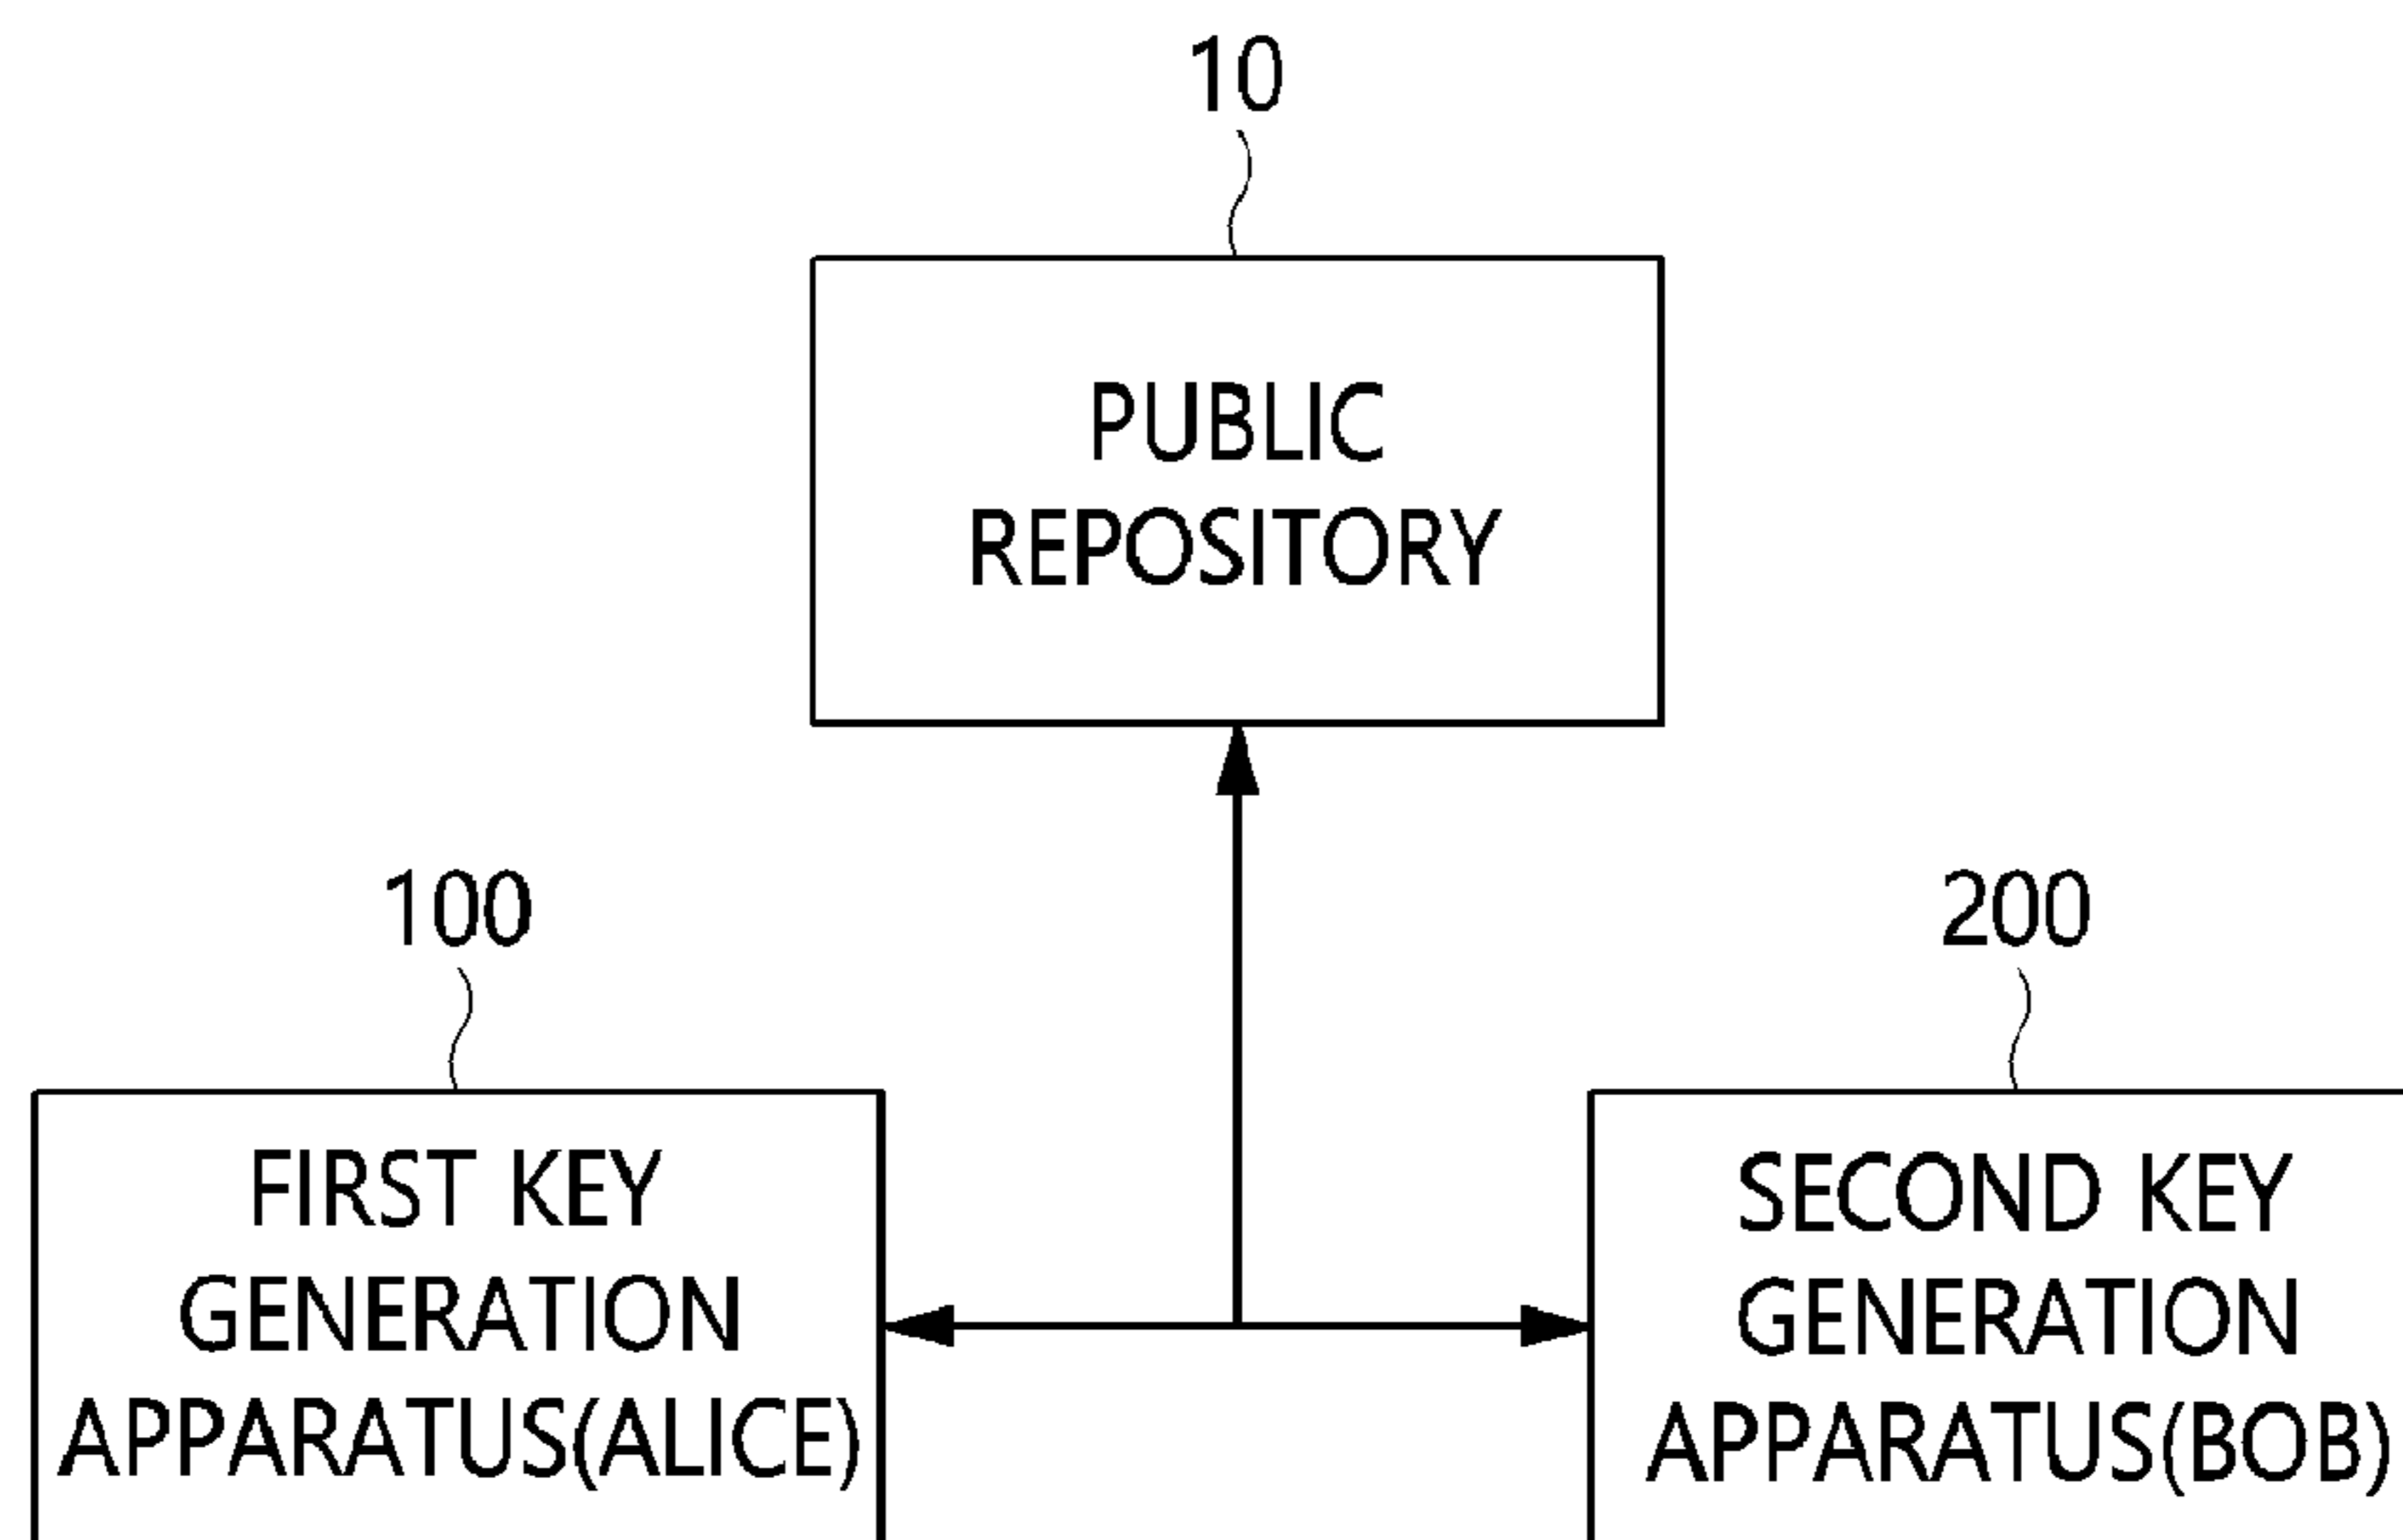 10
PUBLIC
REPOSITORY
100
200
FIRST KEY
GENERATION
APPARATUS(ALICE)
SECOND KEY
GENERATION
APPARATUS(BOB)